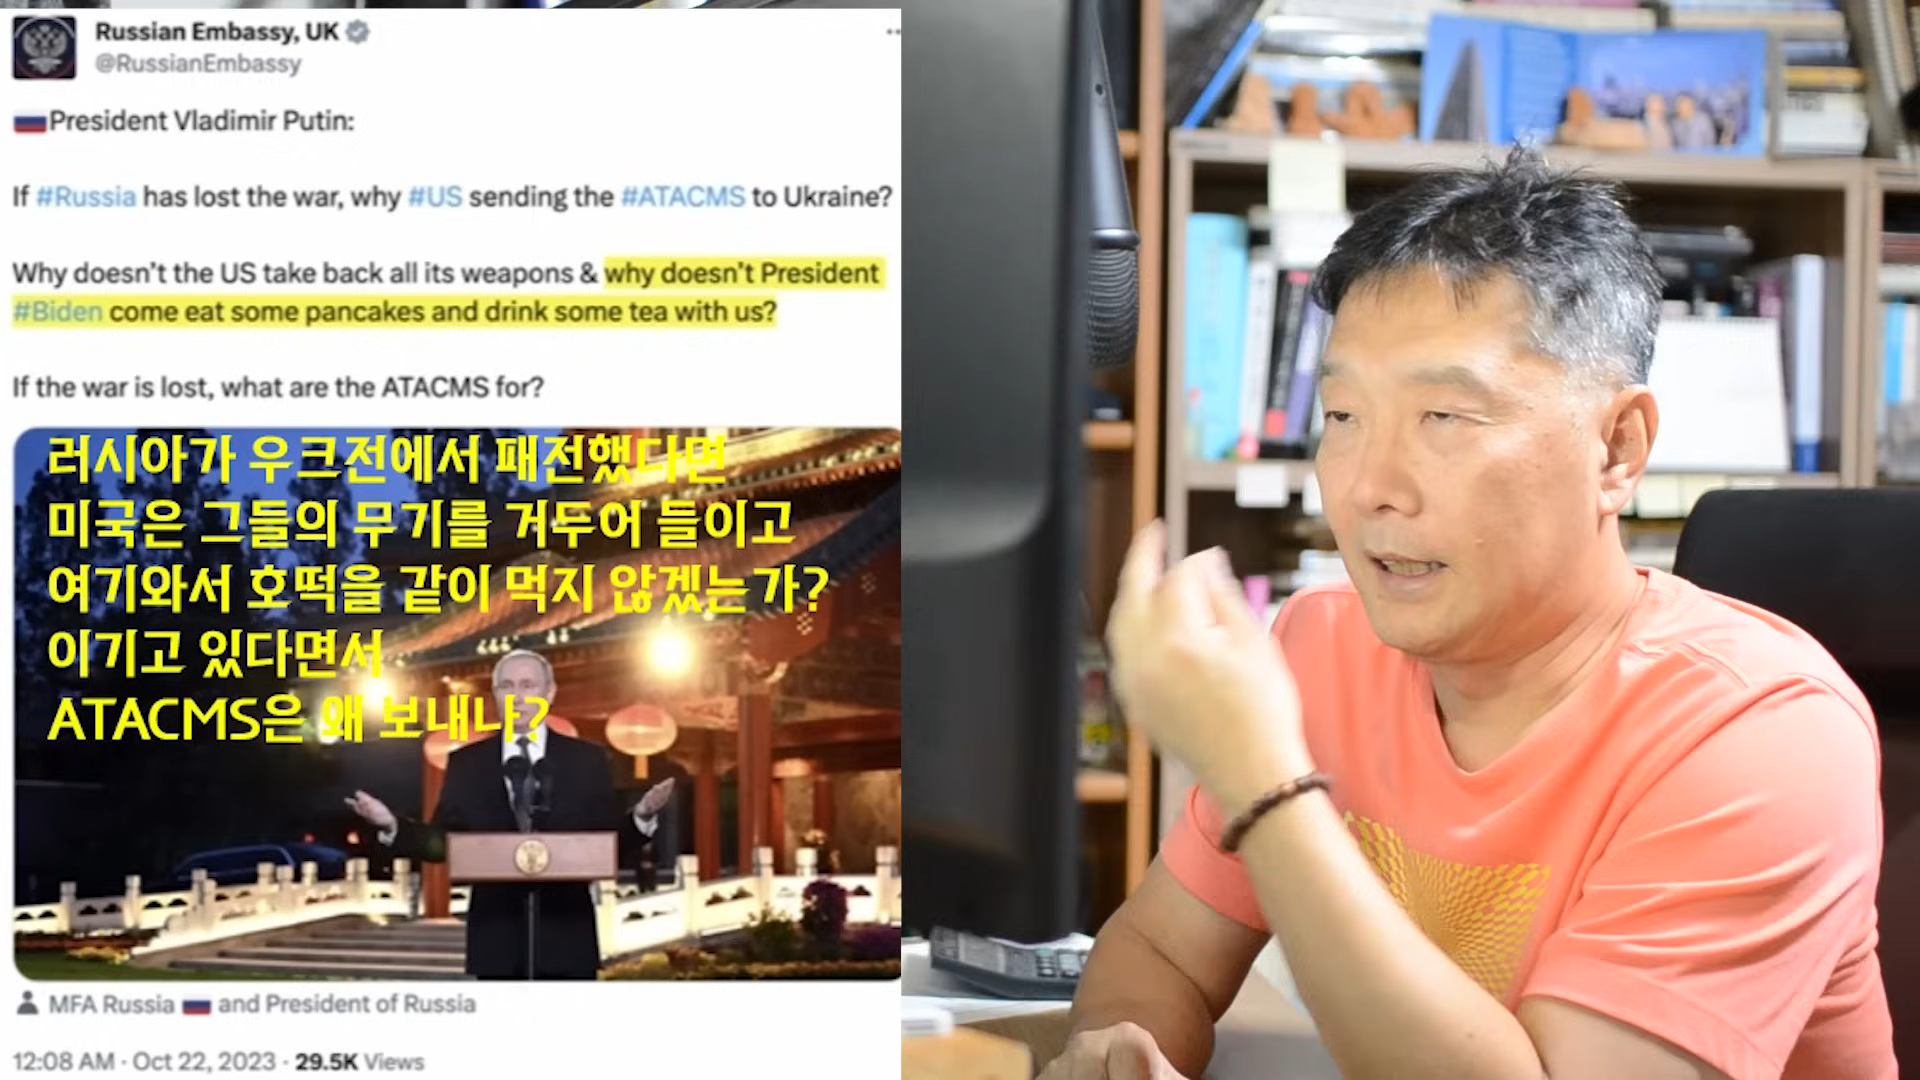 Russian Embassy, UK
@RussianEmbassy
President Vladimir Putin:
If #Russia has lost the war, why #US sending the #ATACMS to Ukraine?
Why doesn't the US take back all its weapons & why doesn't President
#Biden come eat some pancakes and drink some tea with us?
If the war is lost, what are the ATACMS for?
러시아가 우크전에서 패전했다면
미국은 그들의 무기를 거두어 들이고
여기와서 호떡을 같이 먹지 않겠는가?
이기고 있다면서
ATACMS은 왜 보내나?
MFA Russia and President of Russia
12:08 AM · Oct 22, 2023 · 29.5K Views